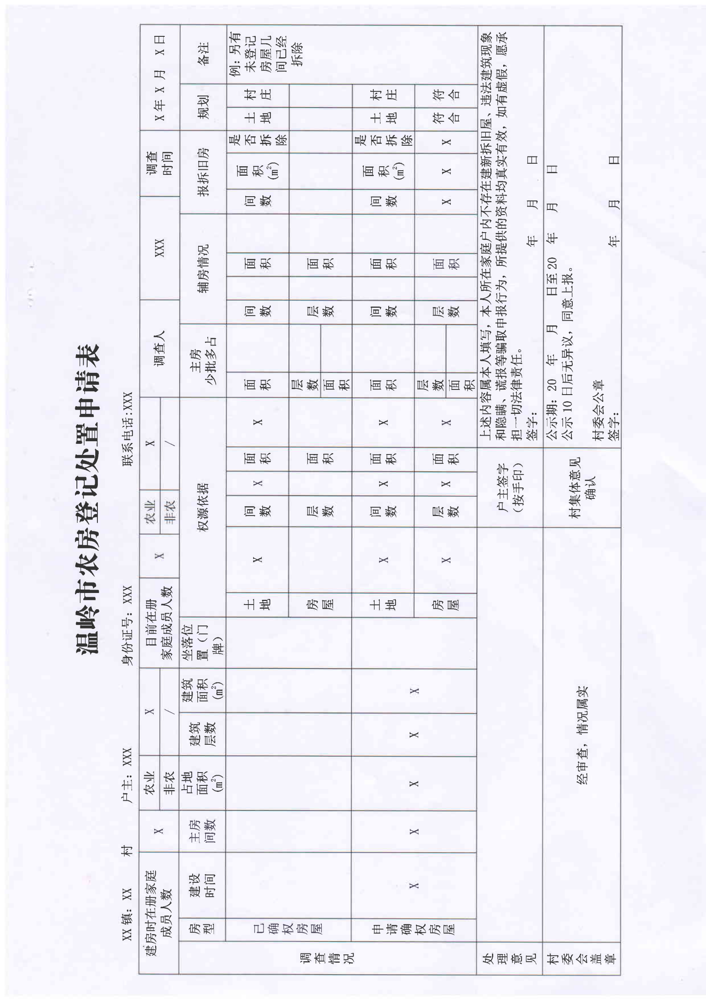 温岭市农房登记处置申请表
XX 镇：XX 村 户主：XXX 身份证号：XXX 联系电话：XXX
建房时在册家庭
成员人数
X
农业 X
非农 /
目前在册
家庭成员人数
X
农业 X
非农 /
调查人
XXX
调查
时间
X 年 X 月 X 日
调查情况
房型
建设
时间
主房
间数
占地
面积
(m²)
建筑
层数
建筑
面积
(m²)
坐落位
置（门
牌）
权源依据
主房
少批多占
辅房情况
报拆旧房
规划
备注
已确权房屋
土地 X 间数 X 面积 X 面积 间数 面积 间数 面积(m²) 是否拆除 土地 村庄
房屋 层数 面积 层数 层数 面积
面积
例：另有
未登记
房屋几
间已经
拆除
申请确权房屋
X X X X X
土地 X 间数 X 面积 X 面积 间数 面积 间数 面积(m²) 是否拆除 土地 村庄
房屋 X 层数 X 面积 X 层数 层数 面积 X X X 符合 符合
面积
处理意见
户主签字
（按手印）
上述内容属本人填写，本人所在家庭户内不存在建新拆旧屋、违法建筑现象
和隐瞒、谎报等骗取申报行为，所提供的资料均真实有效，如有虚假，愿承
担一切法律责任。
签字： 年 月 日
村委会盖章
经审查，情况属实
村集体意见
确认
公示期：20 年 月 日至 20 年 月 日
公示 10 日后无异议，同意上报。
村委会公章
签字： 年 月 日